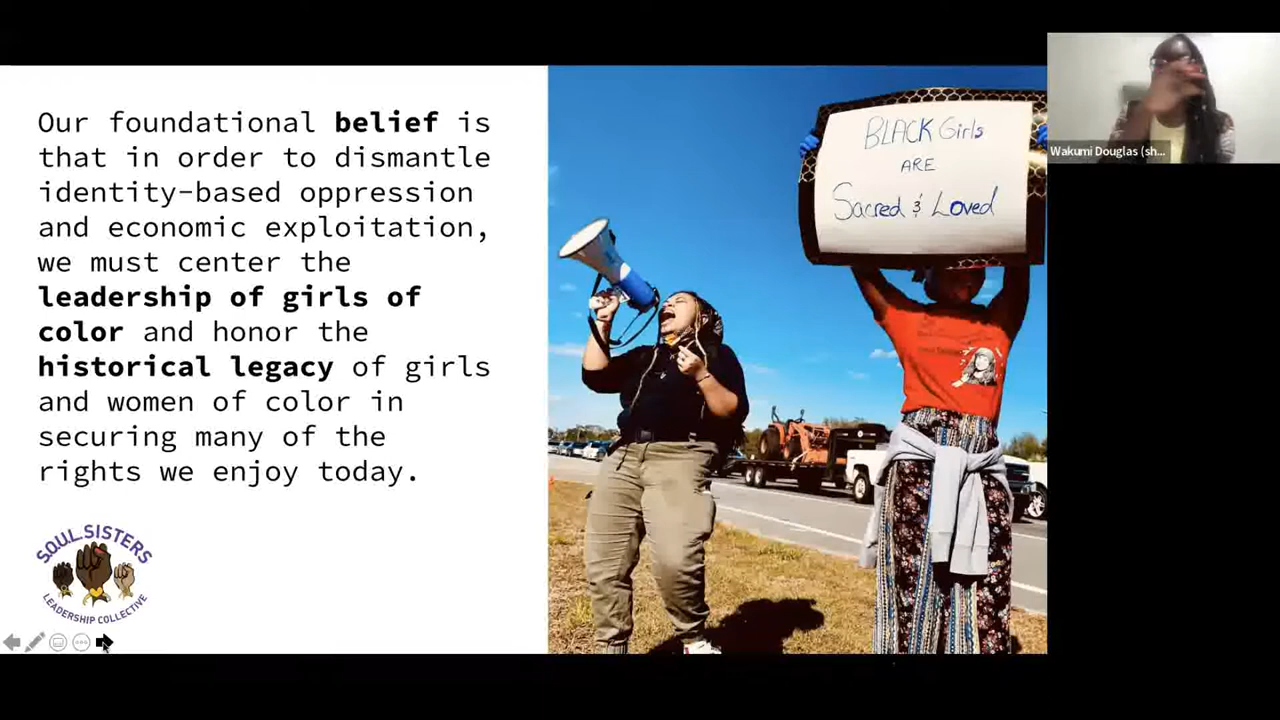 Our foundational belief is
that in order to dismantle
identity-based oppression
and economic exploitation,
we must center the
leadership of girls of
color and honor the
historical legacy of girls
and women of color in
securing many of the
rights we enjoy today.
S.O.U.L. SISTERS
LEADERSHIP COLLECTIVE
BLACK Girls
ARE
Sacred & Loved
Wakumi Douglas (sh...